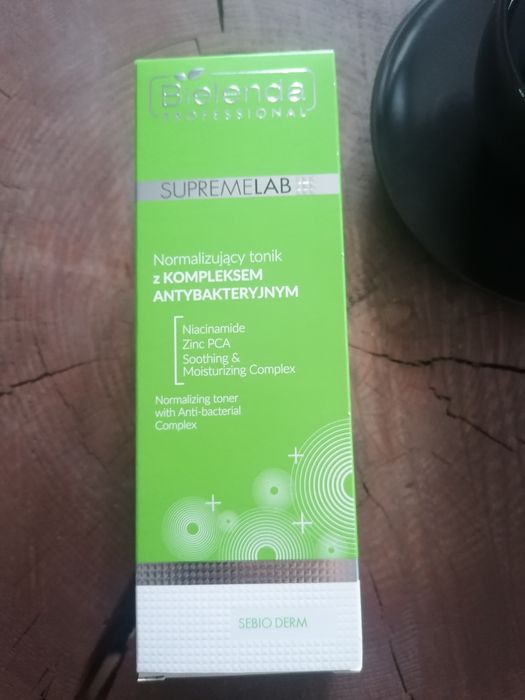 Bielenda
PROFESSIONAL
SUPREMELAB
Normalizujący tonik
z KOMPLEKSEM
ANTYBAKTERYJNYM
Niacinamide
Zinc PCA
Soothing &
Moisturizing Complex
Normalizing toner
with Anti-bacterial
Complex
SEBIO DERM